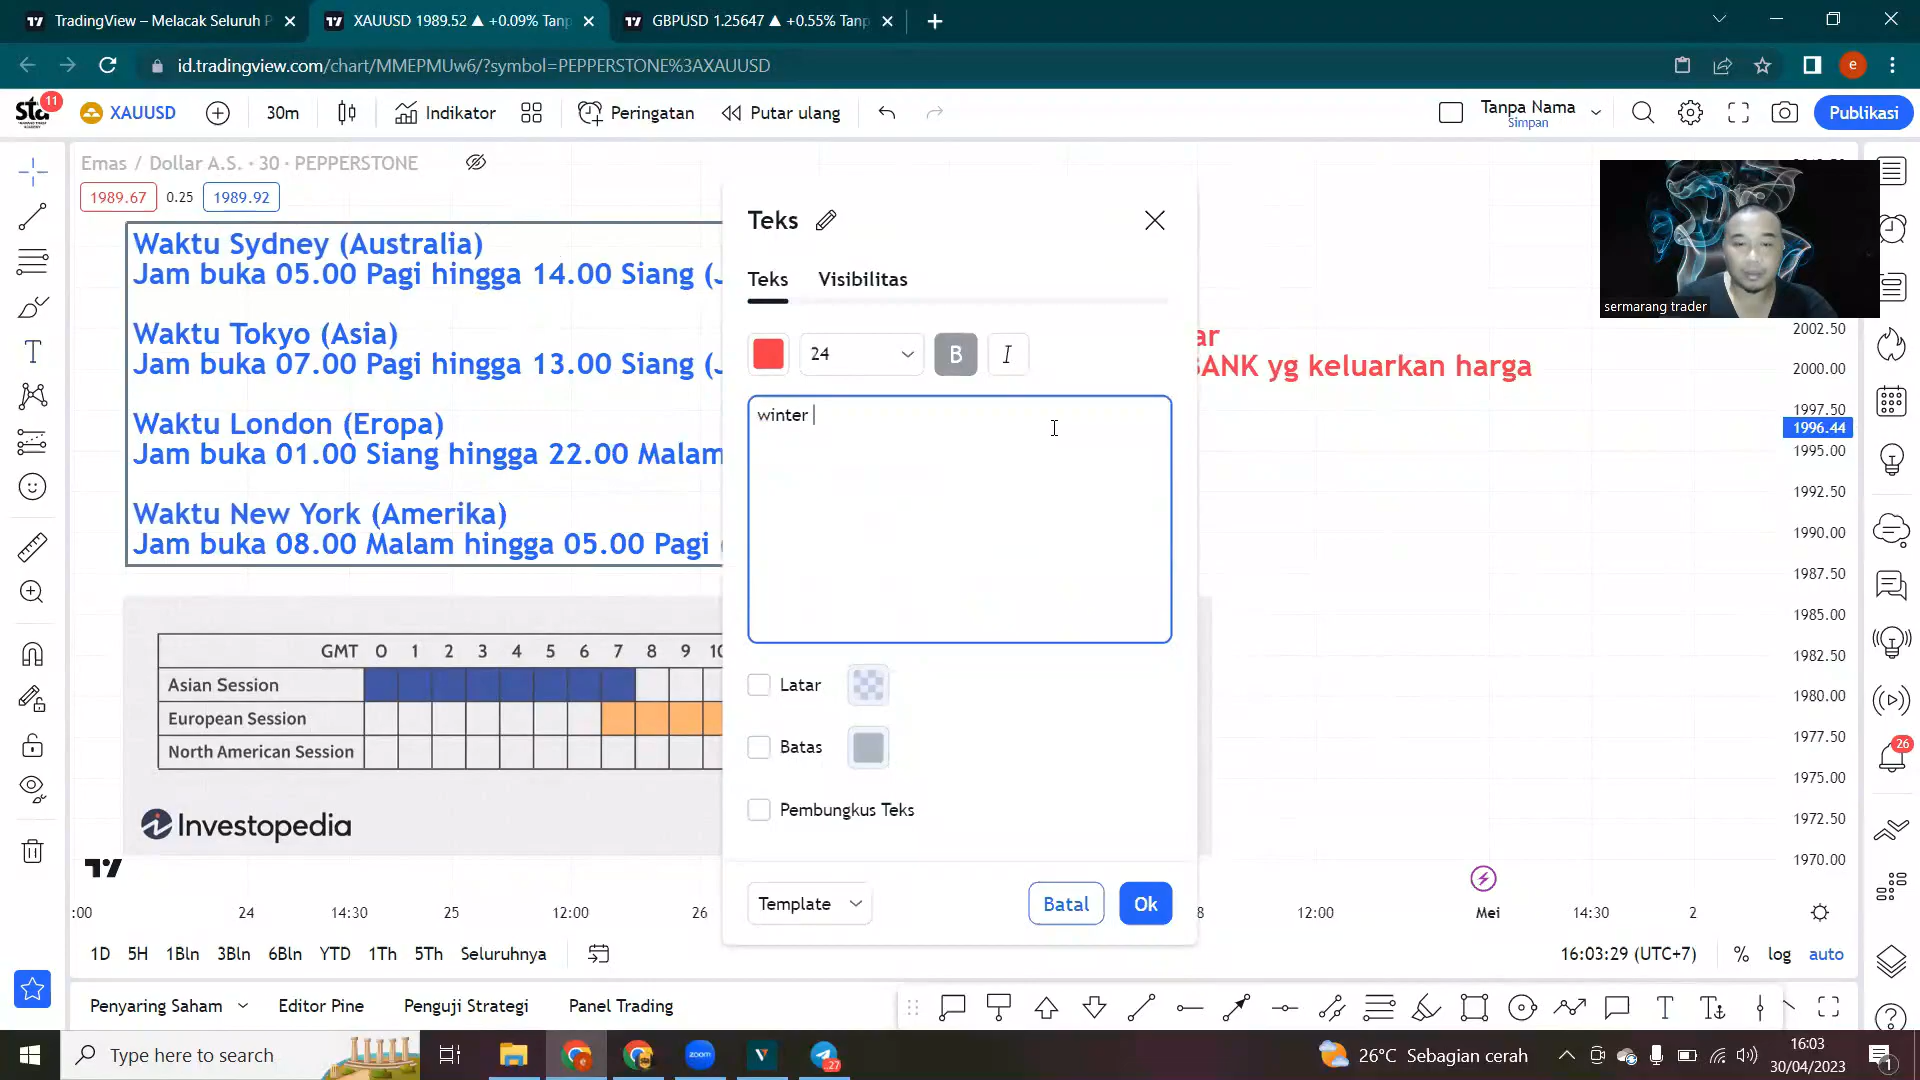 TradingView – Melacak Seluruh P
XAUUSD 1989.52 ▲ +0.09% Tanp
GBPUSD 1.25647 ▲ +0.55% Tanp
id.tradingview.com/chart/MMEPMUw6/?symbol=PEPPERSTONE%3AXAUUSD
e
sta
11
XAUUSD
30m
Indikator
Peringatan
Putar ulang
Tanpa Nama
Simpan
Publikasi
Emas / Dollar A.S. · 30 · PEPPERSTONE
1989.67
0.25
1989.92
Waktu Sydney (Australia)
Jam buka 05.00 Pagi hingga 14.00 Siang (J
Waktu Tokyo (Asia)
Jam buka 07.00 Pagi hingga 13.00 Siang (J
Waktu London (Eropa)
Jam buka 01.00 Siang hingga 22.00 Malam
Waktu New York (Amerika)
Jam buka 08.00 Malam hingga 05.00 Pagi
GMT 0 1 2 3 4 5 6 7 8 9 10
Asian Session
European Session
North American Session
Investopedia
Teks
Teks
Visibilitas
24
B
I
winter
Latar
Batas
Pembungkus Teks
Template
Batal
Ok
ar
BANK yg keluarkan harga
sermarang trader
2002.50
2000.00
1997.50
1996.44
1995.00
1992.50
1990.00
1987.50
1985.00
1982.50
1980.00
1977.50
1975.00
1972.50
1970.00
26
:00
24
14:30
25
12:00
26
8
12:00
Mei
14:30
2
1D
5H
1Bln
3Bln
6Bln
YTD
1Th
5Th
Seluruhnya
16:03:29 (UTC+7)
%
log
auto
Penyaring Saham
Editor Pine
Penguji Strategi
Panel Trading
Type here to search
zoom
27
26°C Sebagian cerah
16:03
30/04/2023
1